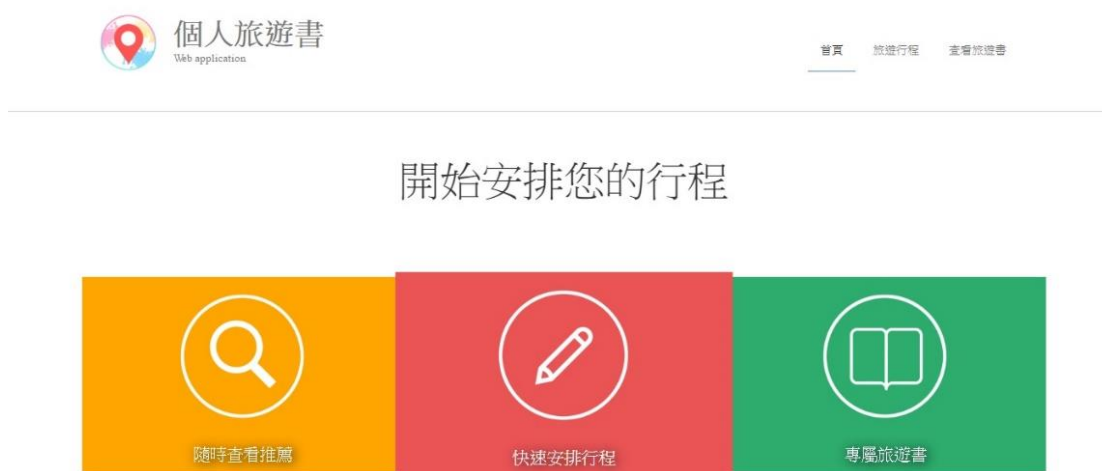 個人旅遊書
Web application
首頁 旅遊行程 查看旅遊書
開始安排您的行程
隨時查看推薦
快速安排行程
專屬旅遊書